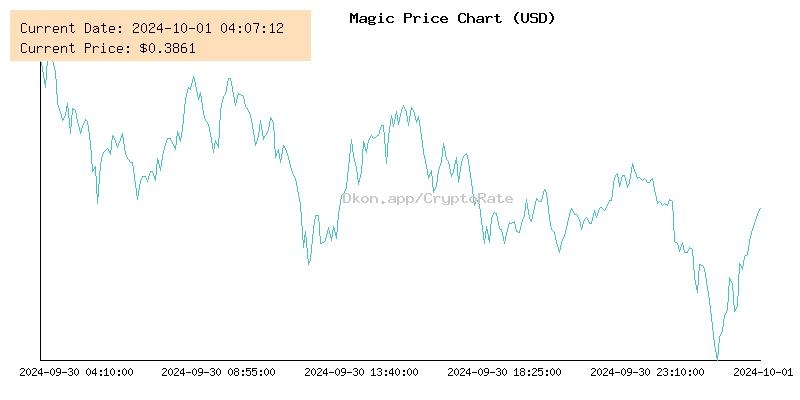 Magic Price Chart (USD)
Current Date: 2024-10-01 04:07:12
Current Price: $0.3861
Dkon.app/CryptoRate
2024-09-30 04:10:00 2024-09-30 08:55:00 2024-09-30 13:40:00 2024-09-30 18:25:00 2024-09-30 23:10:00 2024-10-01